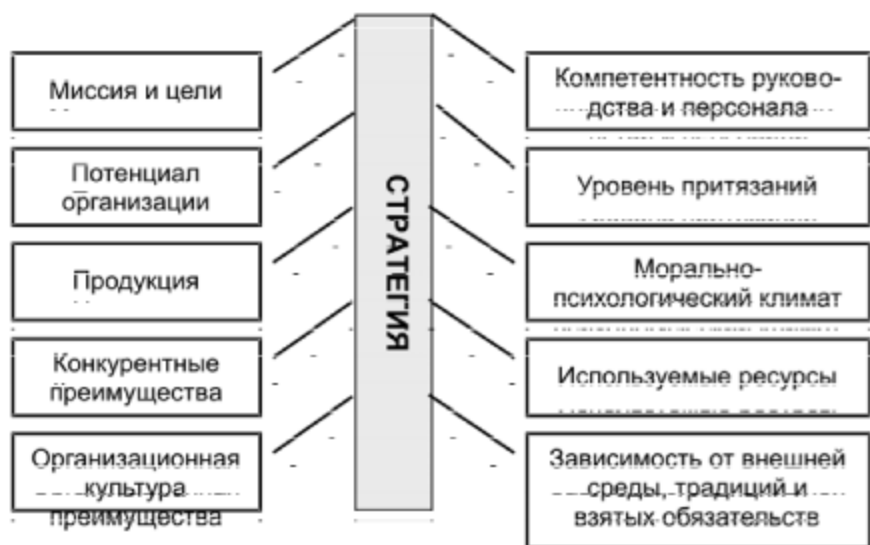 Миссия и цели
Потенциал
организации
Продукция
Конкурентные
преимущества
Организационная
культура
преимущества
СТРАТЕГИЯ
Компетентность руково-
дства и персонала
Уровень притязаний
Морально-
психологический климат
Используемые ресурсы
Зависимость от внешней
среды, традиций и
взятых обязательств